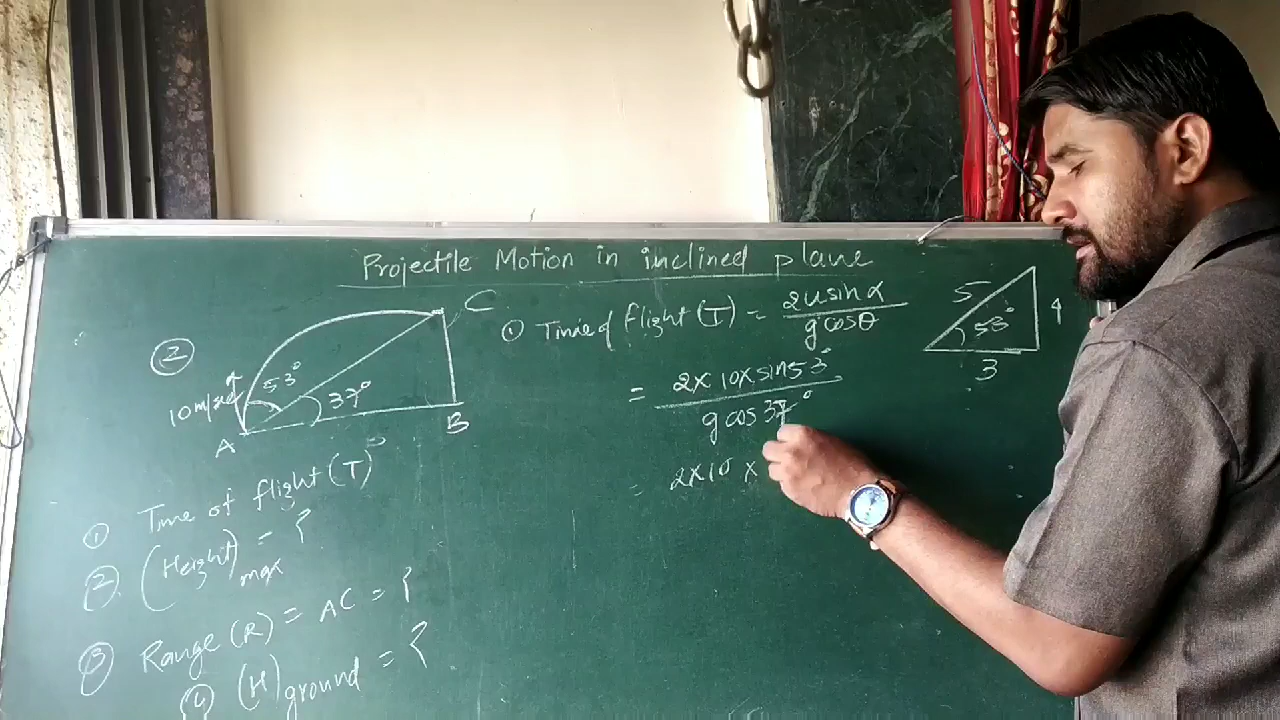 Projectile Motion in inclined plane
②
C
53°
37°
10 m/sec
A
B
① Time of flight (T)
② (Height)max = ?
③ Range (R) = AC = ?
④ (H)ground = ?
① Time of flight (T) = 2u sin α / g cos θ
= 2 × 10 × sin 53° / g cos 37°
= 2 × 10 ×
5
4
53°
3